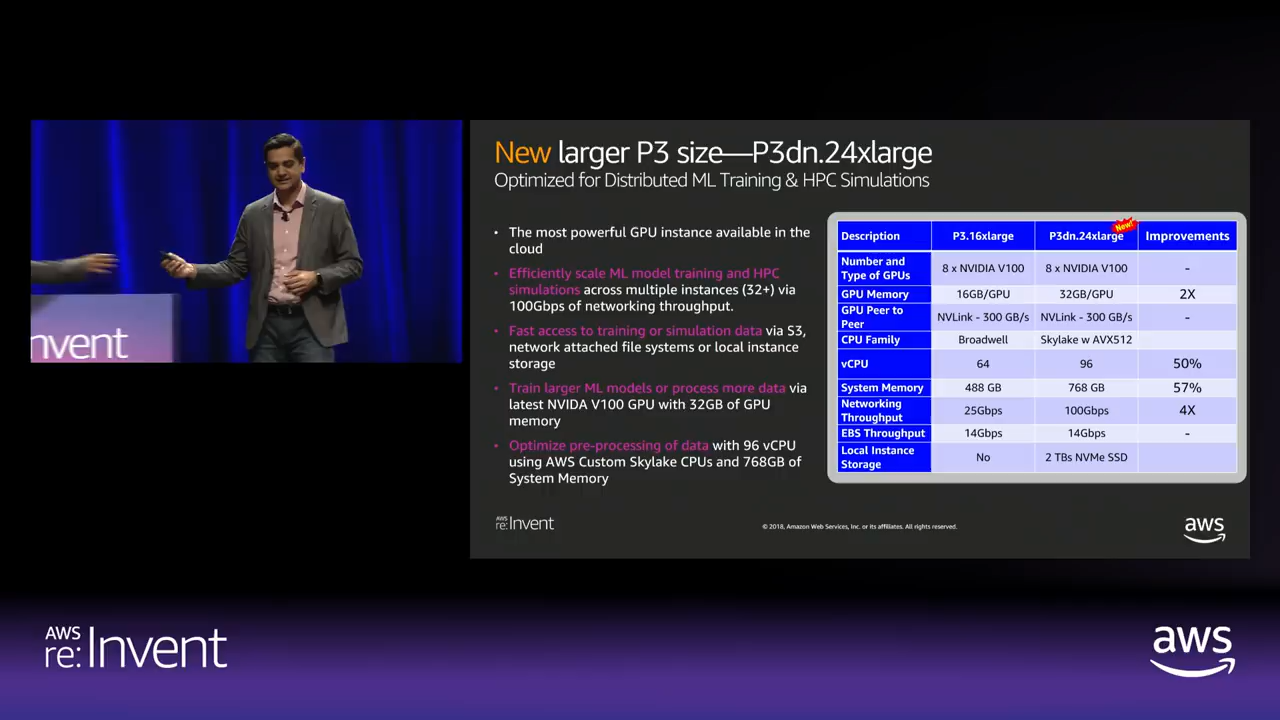 nvent
New larger P3 size—P3dn.24xlarge
Optimized for Distributed ML Training & HPC Simulations
• The most powerful GPU instance available in the
cloud
• Efficiently scale ML model training and HPC
simulations across multiple instances (32+) via
100Gbps of networking throughput.
• Fast access to training or simulation data via S3,
network attached file systems or local instance
storage
• Train larger ML models or process more data via
latest NVIDA V100 GPU with 32GB of GPU
memory
• Optimize pre-processing of data with 96 vCPU
using AWS Custom Skylake CPUs and 768GB of
System Memory
New!
Description P3.16xlarge P3dn.24xlarge Improvements
Number and
Type of GPUs 8 x NVIDIA V100 8 x NVIDIA V100 -
GPU Memory 16GB/GPU 32GB/GPU 2X
GPU Peer to
Peer NVLink - 300 GB/s NVLink - 300 GB/s -
CPU Family Broadwell Skylake w AVX512
vCPU 64 96 50%
System Memory 488 GB 768 GB 57%
Networking
Throughput 25Gbps 100Gbps 4X
EBS Throughput 14Gbps 14Gbps -
Local Instance
Storage No 2 TBs NVMe SSD
AWS
re:Invent
© 2018, Amazon Web Services, Inc. or its affiliates. All rights reserved.
aws
AWS
re:Invent
aws